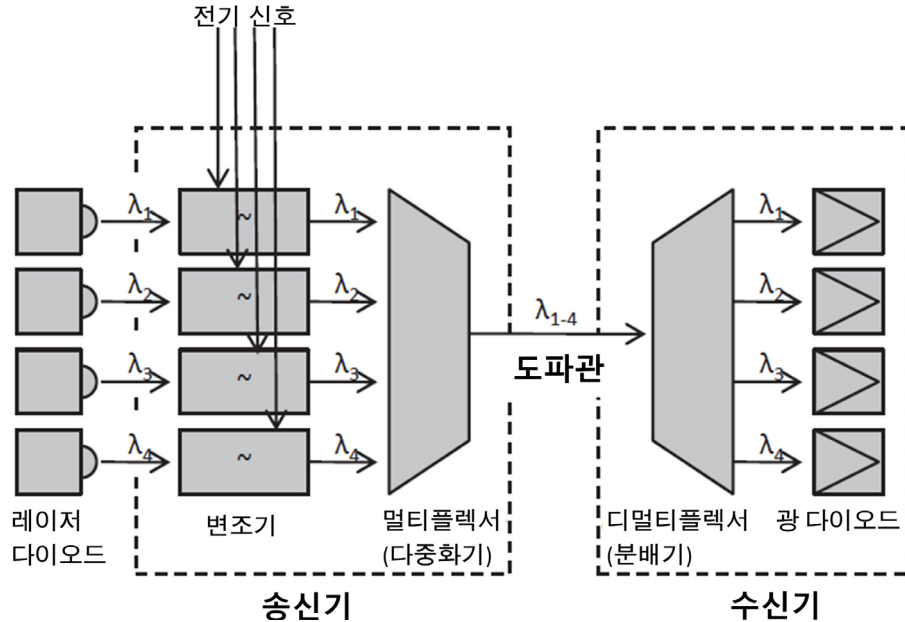 전기 신호
λ1
~
λ1
λ1
λ2
~
λ2
λ2
λ1-4
도파관
λ3
~
λ3
λ3
λ4
~
λ4
λ4
레이저
다이오드
변조기
멀티플렉서
(다중화기)
디멀티플렉서
(분배기)
광 다이오드
송신기
수신기